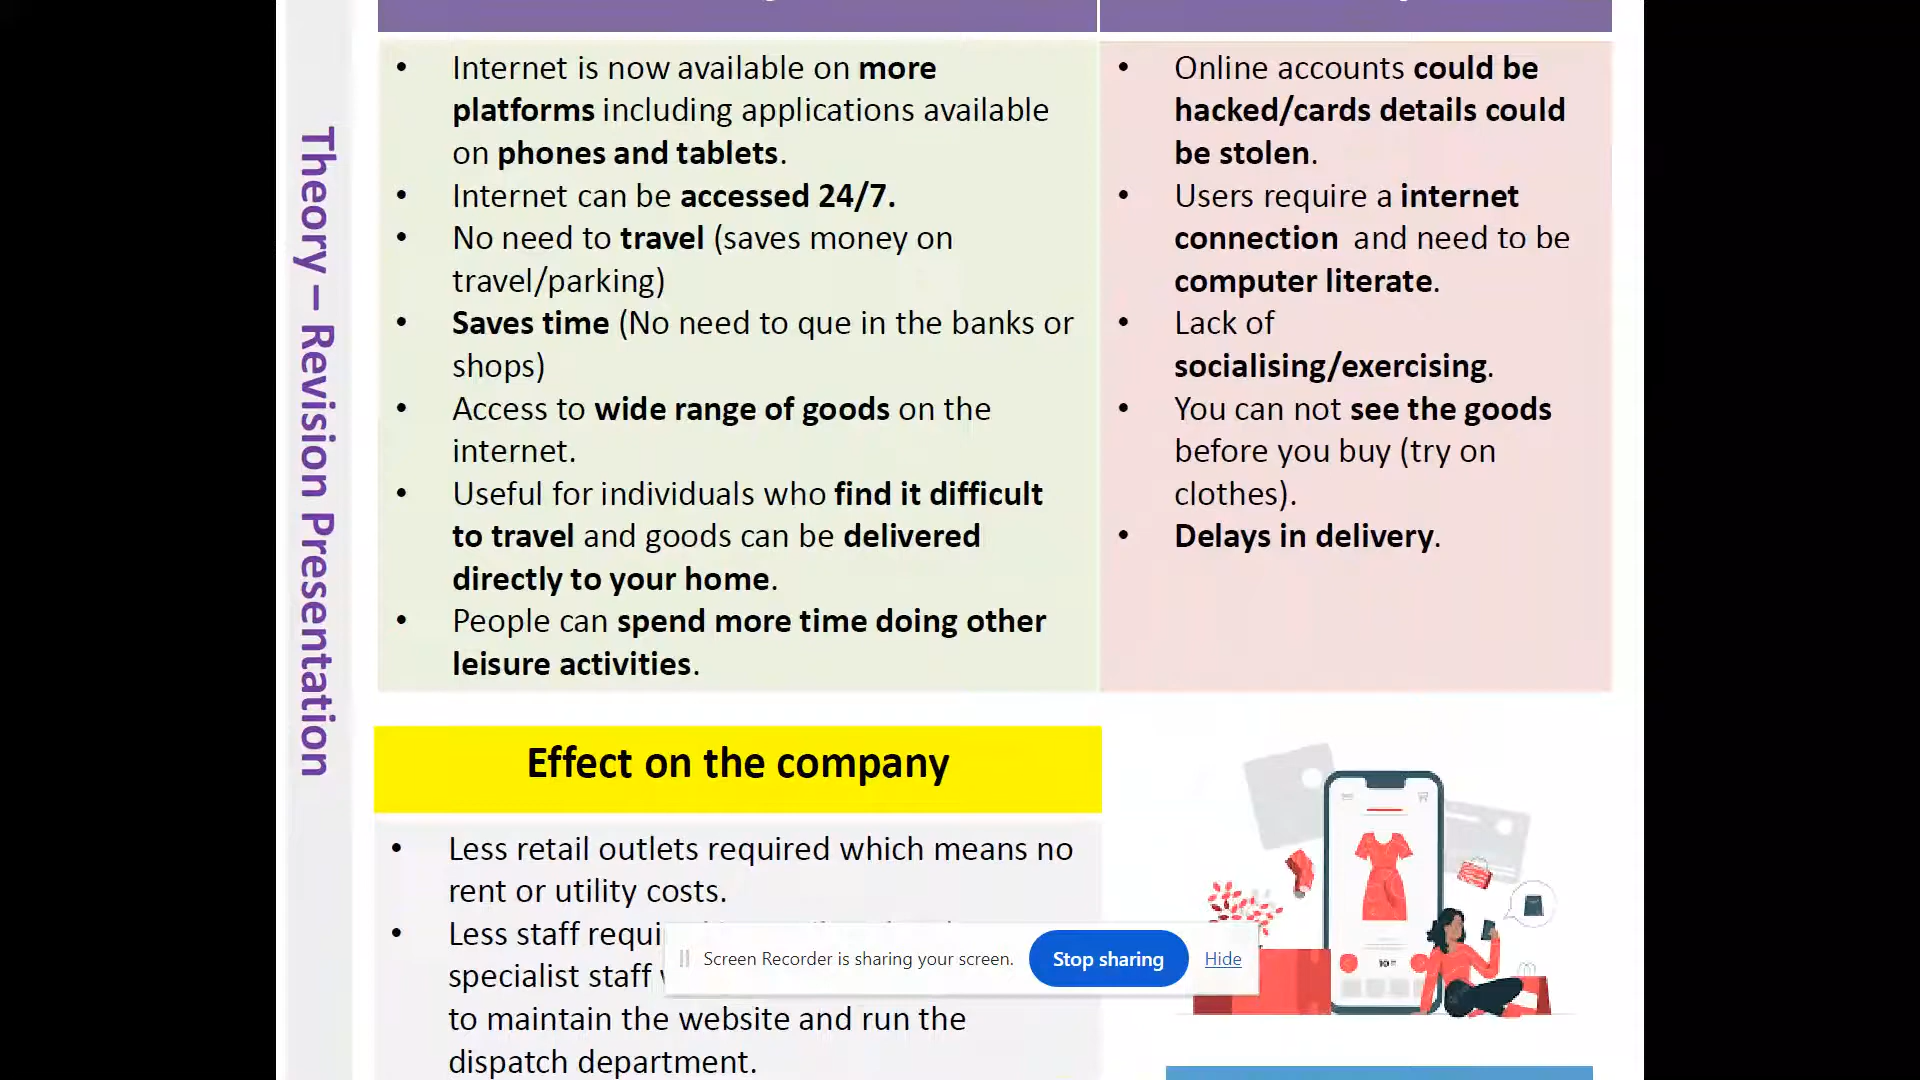 Theory – Revision Presentation
• Internet is now available on more
platforms including applications available
on phones and tablets.
• Internet can be accessed 24/7.
• No need to travel (saves money on
travel/parking)
• Saves time (No need to que in the banks or
shops)
• Access to wide range of goods on the
internet.
• Useful for individuals who find it difficult
to travel and goods can be delivered
directly to your home.
• People can spend more time doing other
leisure activities.
• Online accounts could be
hacked/cards details could
be stolen.
• Users require a internet
connection and need to be
computer literate.
• Lack of
socialising/exercising.
• You can not see the goods
before you buy (try on
clothes).
• Delays in delivery.
Effect on the company
• Less retail outlets required which means no
rent or utility costs.
• Less staff
specialist staff
to maintain the website and run the
dispatch department.
Screen Recorder is sharing your screen.
Stop sharing
Hide